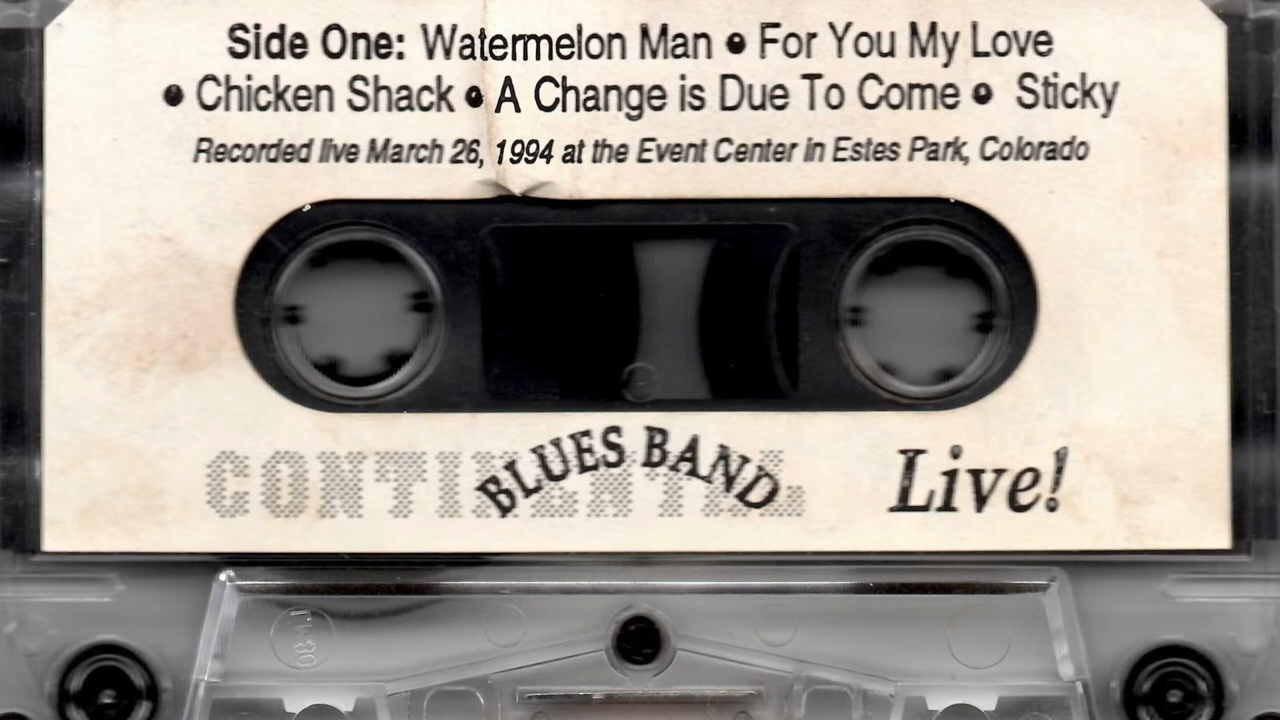 Side One: Watermelon Man • For You My Love
• Chicken Shack • A Change is Due To Come • Sticky
Recorded live March 26, 1994 at the Event Center in Estes Park, Colorado
CONTINENTAL
BLUES BAND
Live!